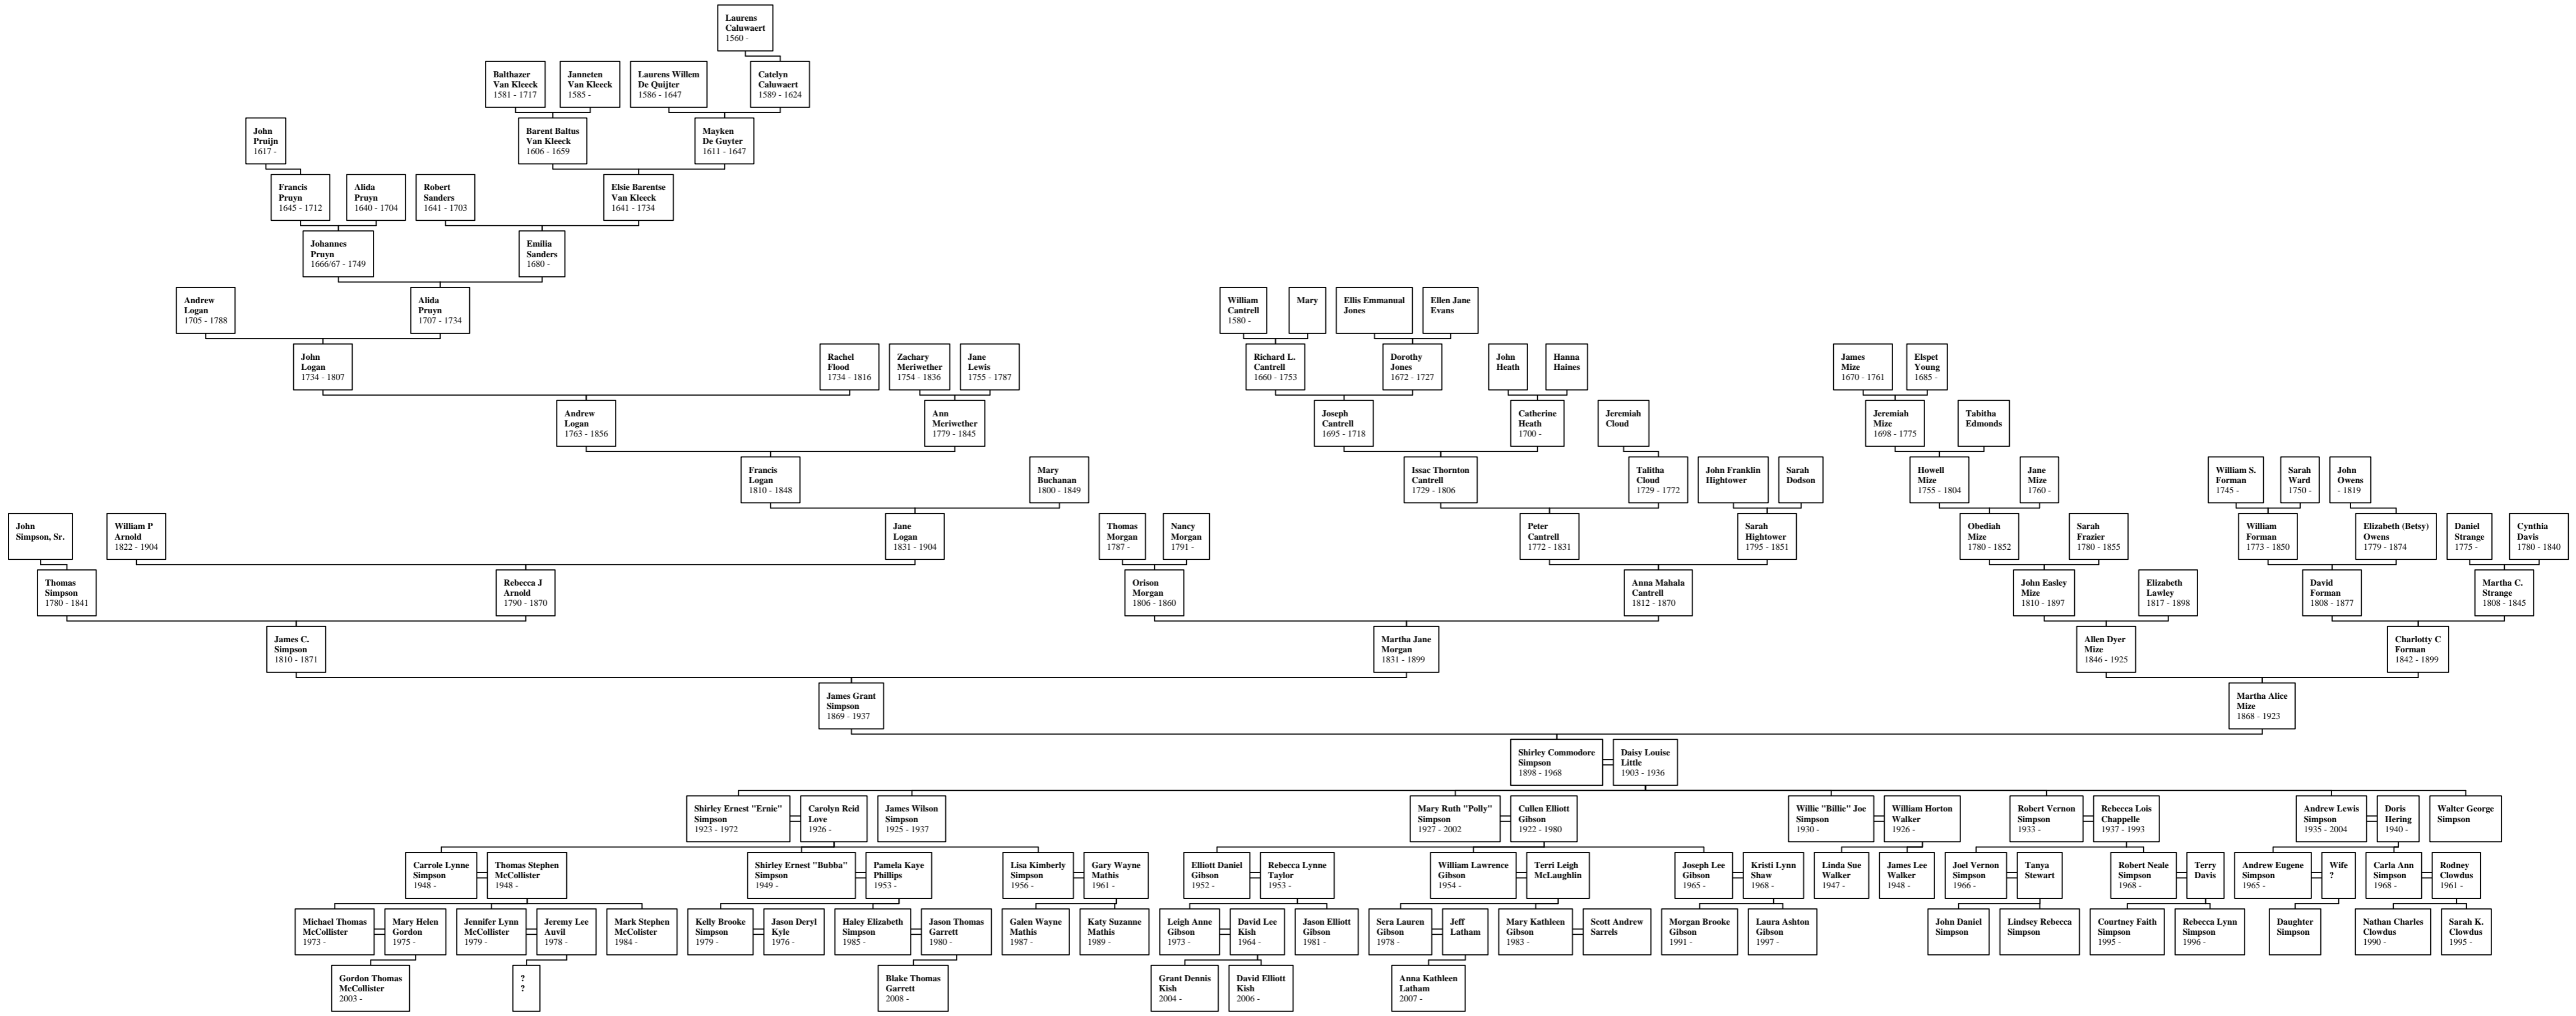 Laurens
Caluwaert
1560 -
Balthazer
Van Kleeck
1581 - 1717
Janneten
Van Kleeck
1585 -
Laurens Willem
De Quijter
1586 - 1647
Catelyn
Caluwaert
1589 - 1624
John
Pruijn
1617 -
Barent Baltus
Van Kleeck
1606 - 1659
Mayken
De Guyter
1611 - 1647
Francis
Pruyn
1645 - 1712
Alida
Pruyn
1640 - 1704
Robert
Sanders
1641 - 1703
Elsie Barentse
Van Kleeck
1641 - 1734
Johannes
Pruyn
1666/67 - 1749
Emilia
Sanders
1680 -
Andrew
Logan
1705 - 1788
Alida
Pruyn
1707 - 1734
William
Cantrell
1580 -
Mary
Ellis Emmanual
Jones
Ellen Jane
Evans
John
Logan
1734 - 1807
Rachel
Flood
1734 - 1816
Zachary
Meriwether
1754 - 1836
Jane
Lewis
1755 - 1787
Richard L.
Cantrell
1660 - 1753
Dorothy
Jones
1672 - 1727
John
Heath
Hanna
Haines
James
Mize
1670 - 1761
Elspet
Young
1685 -
Andrew
Logan
1763 - 1856
Ann
Meriwether
1779 - 1845
Joseph
Cantrell
1695 - 1718
Catherine
Heath
1700 -
Jeremiah
Cloud
Jeremiah
Mize
1698 - 1775
Tabitha
Edmonds
Francis
Logan
1810 - 1848
Mary
Buchanan
1800 - 1849
Issac Thornton
Cantrell
1729 - 1806
Talitha
Cloud
1729 - 1772
John Franklin
Hightower
Sarah
Dodson
Howell
Mize
1755 - 1804
Jane
Mize
1760 -
William S.
Forman
1745 -
Sarah
Ward
1750 -
John
Owens
- 1819
John
Simpson, Sr.
William P
Arnold
1822 - 1904
Jane
Logan
1831 - 1904
Thomas
Morgan
1787 -
Nancy
Morgan
1791 -
Peter
Cantrell
1772 - 1831
Sarah
Hightower
1795 - 1851
Obediah
Mize
1780 - 1852
Sarah
Frazier
1780 - 1855
William
Forman
1773 - 1850
Elizabeth (Betsy)
Owens
1779 - 1874
Daniel
Strange
1775 -
Cynthia
Davis
1780 - 1840
Thomas
Simpson
1780 - 1841
Rebecca J
Arnold
1790 - 1870
Orison
Morgan
1806 - 1860
Anna Mahala
Cantrell
1812 - 1870
John Easley
Mize
1810 - 1897
Elizabeth
Lawley
1817 - 1898
David
Forman
1808 - 1877
Martha C.
Strange
1808 - 1845
James C.
Simpson
1810 - 1871
Martha Jane
Morgan
1831 - 1899
Allen Dyer
Mize
1846 - 1925
Charlotty C
Forman
1842 - 1899
James Grant
Simpson
1869 - 1937
Martha Alice
Mize
1868 - 1923
Shirley Commodore
Simpson
1898 - 1968
Daisy Louise
Little
1903 - 1936
Shirley Ernest "Ernie"
Simpson
1923 - 1972
Carolyn Reid
Love
1926 -
James Wilson
Simpson
1925 - 1937
Mary Ruth "Polly"
Simpson
1927 - 2002
Cullen Elliott
Gibson
1922 - 1980
Willie "Billie" Joe
Simpson
1930 -
William Horton
Walker
1926 -
Robert Vernon
Simpson
1933 -
Rebecca Lois
Chappelle
1937 - 1993
Andrew Lewis
Simpson
1935 - 2004
Doris
Hering
1940 -
Walter George
Simpson
Carrole Lynne
Simpson
1948 -
Thomas Stephen
McCollister
1948 -
Shirley Ernest "Bubba"
Simpson
1949 -
Pamela Kaye
Phillips
1953 -
Lisa Kimberly
Simpson
1956 -
Gary Wayne
Mathis
1961 -
Elliott Daniel
Gibson
1952 -
Rebecca Lynne
Taylor
1953 -
William Lawrence
Gibson
1954 -
Terri Leigh
McLaughlin
Joseph Lee
Gibson
1965 -
Kristi Lynn
Shaw
1968 -
Linda Sue
Walker
1947 -
James Lee
Walker
1948 -
Joel Vernon
Simpson
1966 -
Tanya
Stewart
Robert Neale
Simpson
1968 -
Terry
Davis
Andrew Eugene
Simpson
1965 -
Wife
?
Carla Ann
Simpson
1968 -
Rodney
Clowdus
1961 -
Michael Thomas
McCollister
1973 -
Mary Helen
Gordon
1975 -
Jennifer Lynn
McCollister
1979 -
Jeremy Lee
Auvil
1978 -
Mark Stephen
McColister
1984 -
Kelly Brooke
Simpson
1979 -
Jason Deryl
Kyle
1976 -
Haley Elizabeth
Simpson
1985 -
Jason Thomas
Garrett
1980 -
Galen Wayne
Mathis
1987 -
Katy Suzanne
Mathis
1989 -
Leigh Anne
Gibson
1973 -
David Lee
Kish
1964 -
Jason Elliott
Gibson
1981 -
Sera Lauren
Gibson
1978 -
Jeff
Latham
Mary Kathleen
Gibson
1983 -
Scott Andrew
Sarrels
Morgan Brooke
Gibson
1991 -
Laura Ashton
Gibson
1997 -
John Daniel
Simpson
Lindsey Rebecca
Simpson
Courtney Faith
Simpson
1995 -
Rebecca Lynn
Simpson
1996 -
Daughter
Simpson
Nathan Charles
Clowdus
1990 -
Sarah K.
Clowdus
1995 -
Gordon Thomas
McCollister
2003 -
?
?
Blake Thomas
Garrett
2008 -
Grant Dennis
Kish
2004 -
David Elliott
Kish
2006 -
Anna Kathleen
Latham
2007 -